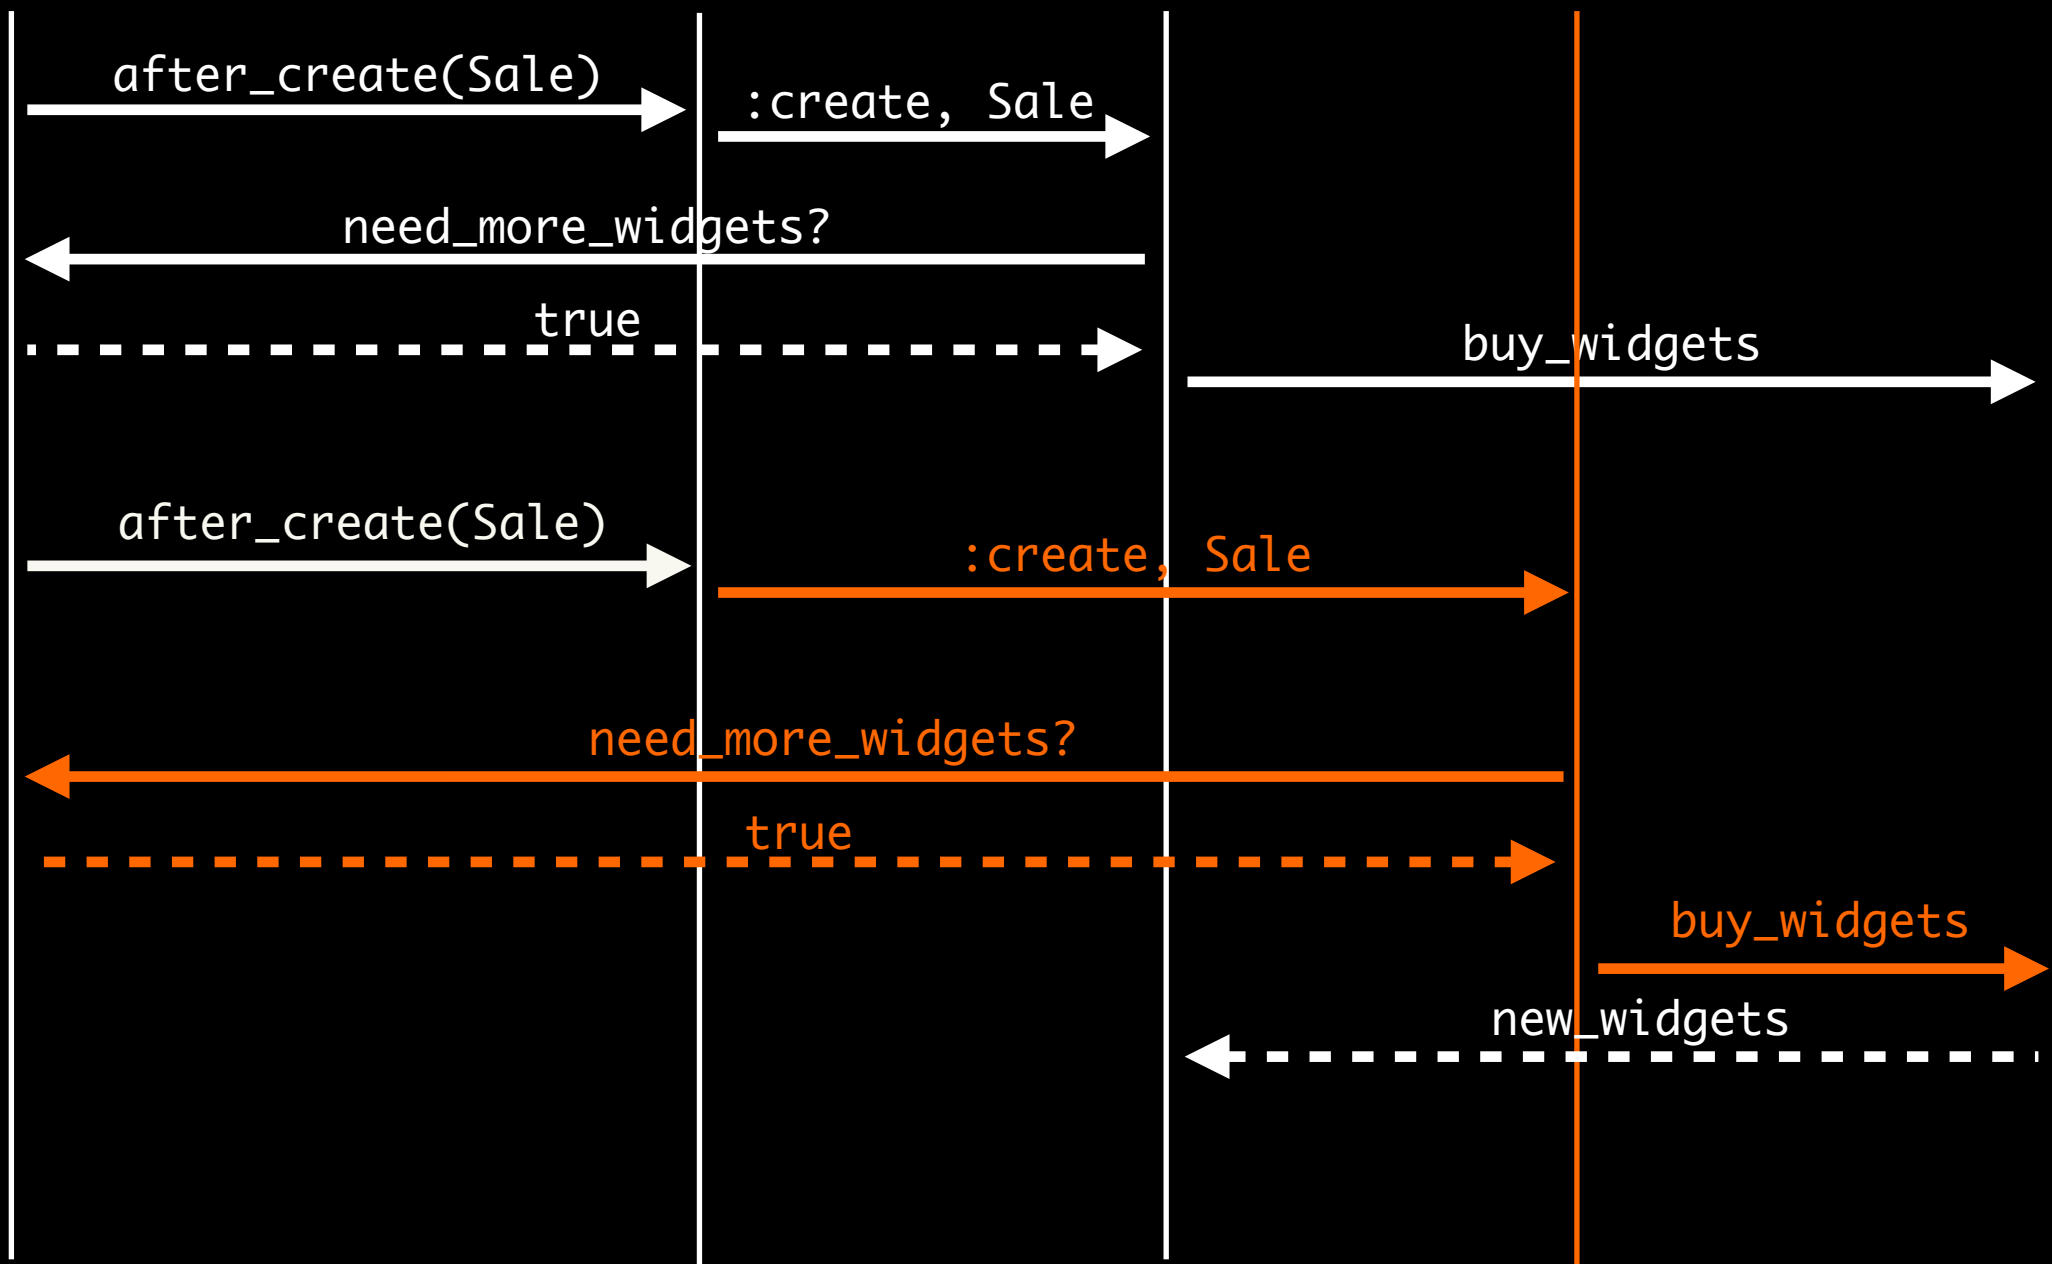 after_create(Sale)
:create, Sale
need_more_widgets?
true
buy_widgets
after_create(Sale)
:create, Sale
need_more_widgets?
true
buy_widgets
new_widgets